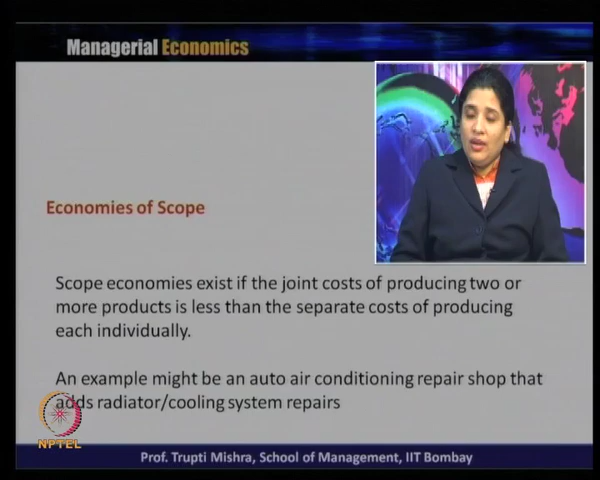 Managerial Economics
Economies of Scope
Scope economies exist if the joint costs of producing two or
more products is less than the separate costs of producing
each individually.
An example might be an auto air conditioning repair shop that
adds radiator/cooling system repairs
NPTEL
Prof. Trupti Mishra, School of Management, IIT Bombay